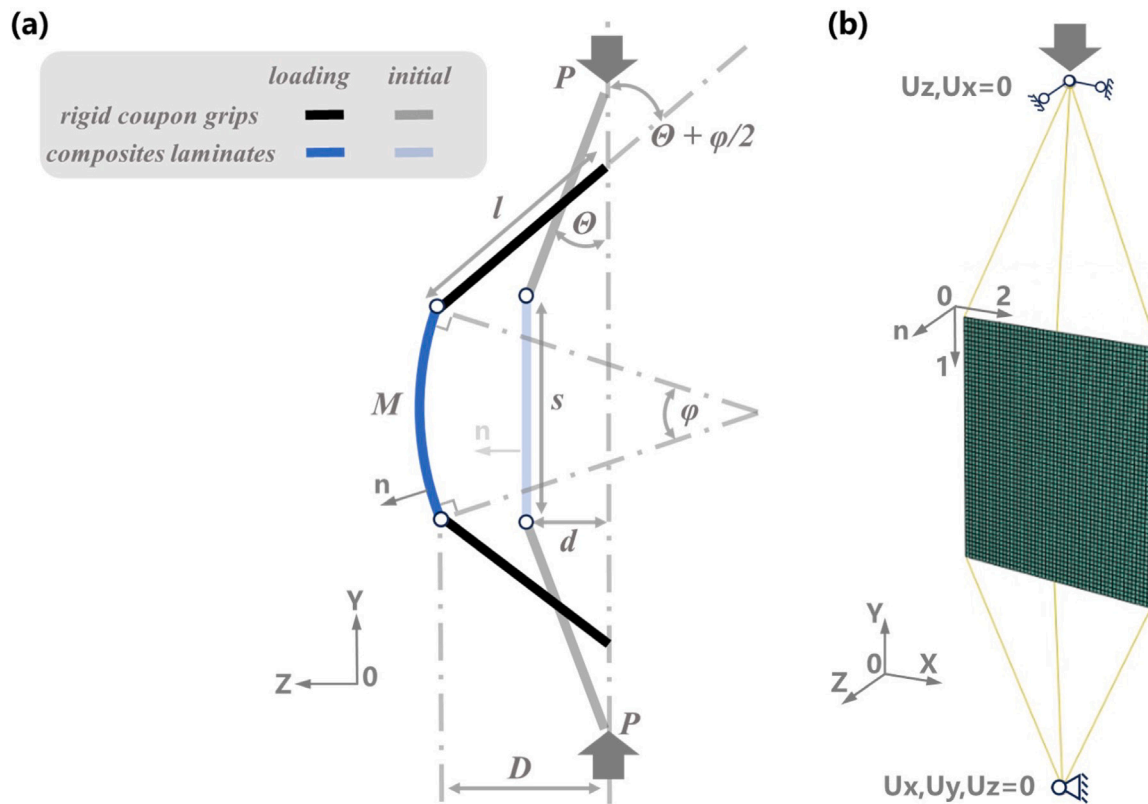 (a)
loading initial
rigid coupon grips
composites laminates
P
Θ + φ/2
l
Θ
M
s
φ
n
n
d
Y
Z 0
D
P
(b)
Uz,Ux=0
0 2
n
1
Y
0 X
Z
Ux,Uy,Uz=0